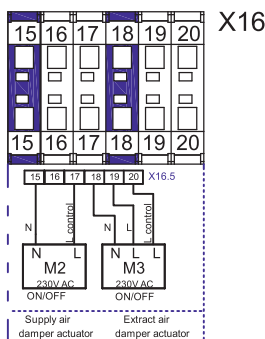 X16
15 16 17 18 19 20
15 16 17 18 19 20
15 16 17 18 19 20 X16.5
N L control N L L control
N L N L L
M2 M3
230V AC 230V AC
ON/OFF ON/OFF
Supply air Extract air
damper actuator damper actuator